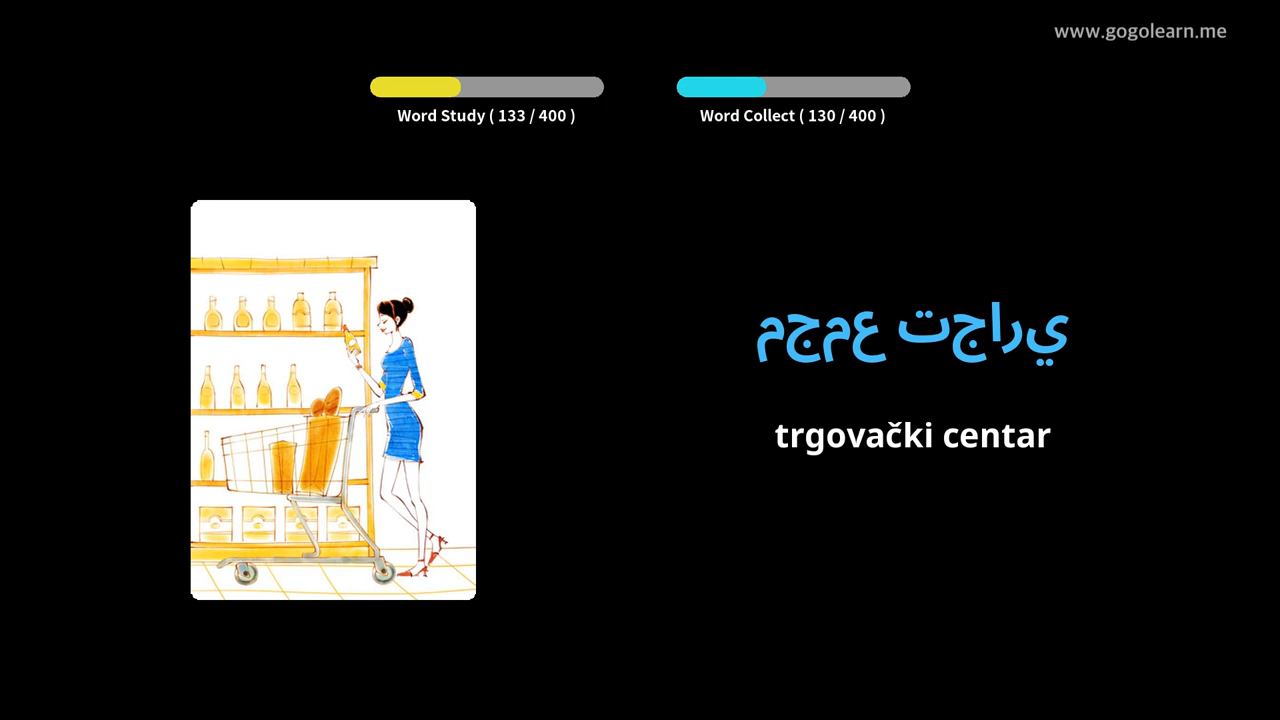 www.gogolearn.me
Word Study ( 133 / 400 )
Word Collect ( 130 / 400 )
مجمع تجاري
trgovački centar